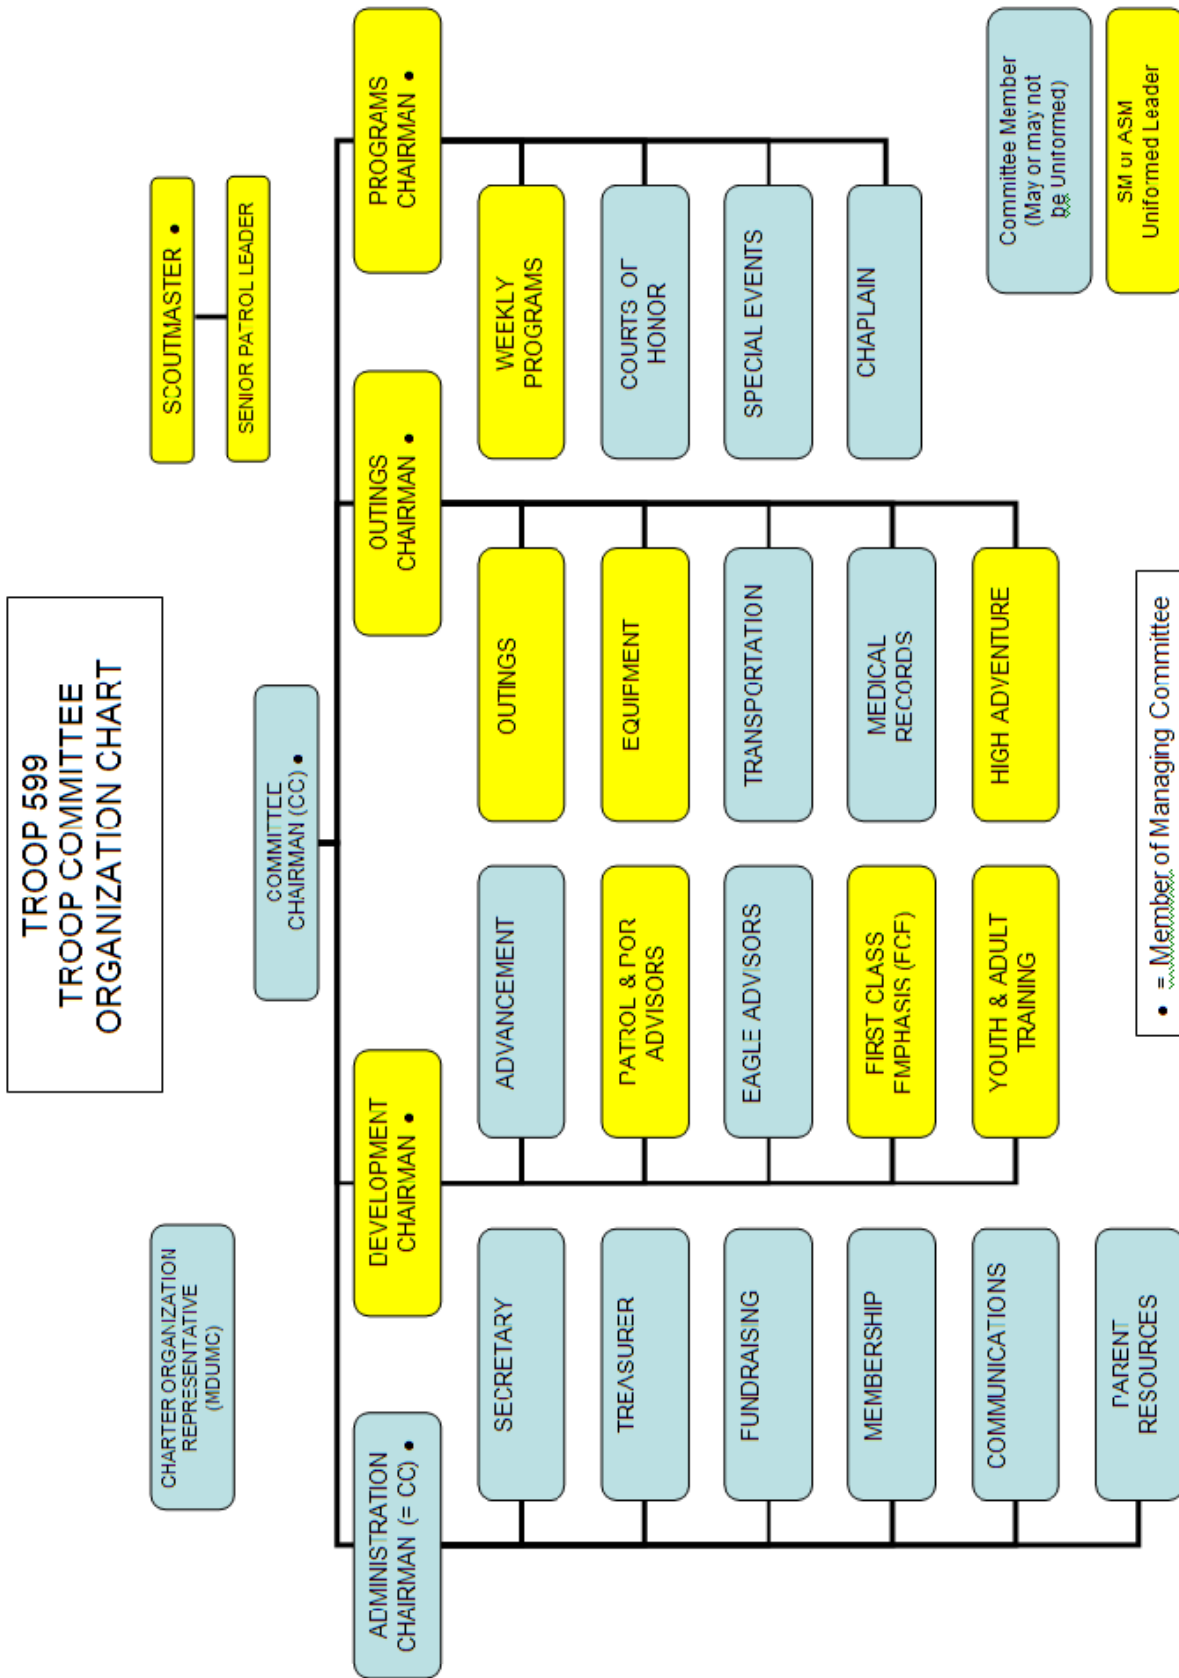 TROOP 599
TROOP COMMITTEE
ORGANIZATION CHART
CHARTER ORGANIZATION
REPRESENTATIVE
(MDUMC)
SCOUTMASTER •
SENIOR PATROL LEADER
COMMITTEE
CHAIRMAN (CC) •
ADMINISTRATION
CHAIRMAN (= CC) •
DEVELOPMENT
CHAIRMAN •
OUTINGS
CHAIRMAN •
PROGRAMS
CHAIRMAN •
SECRETARY
TREASURER
FUNDRAISING
MEMBERSHIP
COMMUNICATIONS
PARENT
RESOURCES
ADVANCEMENT
PATROL & POR
ADVISORS
EAGLE ADVISORS
FIRST CLASS
EMPHASIS (FCF)
YOUTH & ADULT
TRAINING
OUTINGS
EQUIPMENT
TRANSPORTATION
MEDICAL
RECORDS
HIGH ADVENTURE
WEEKLY
PROGRAMS
COURTS OF
HONOR
SPECIAL EVENTS
CHAPLAIN
• = Member of Managing Committee
Committee Member
(May or may not
be Uniformed)
SM or ASM
Uniformed Leader